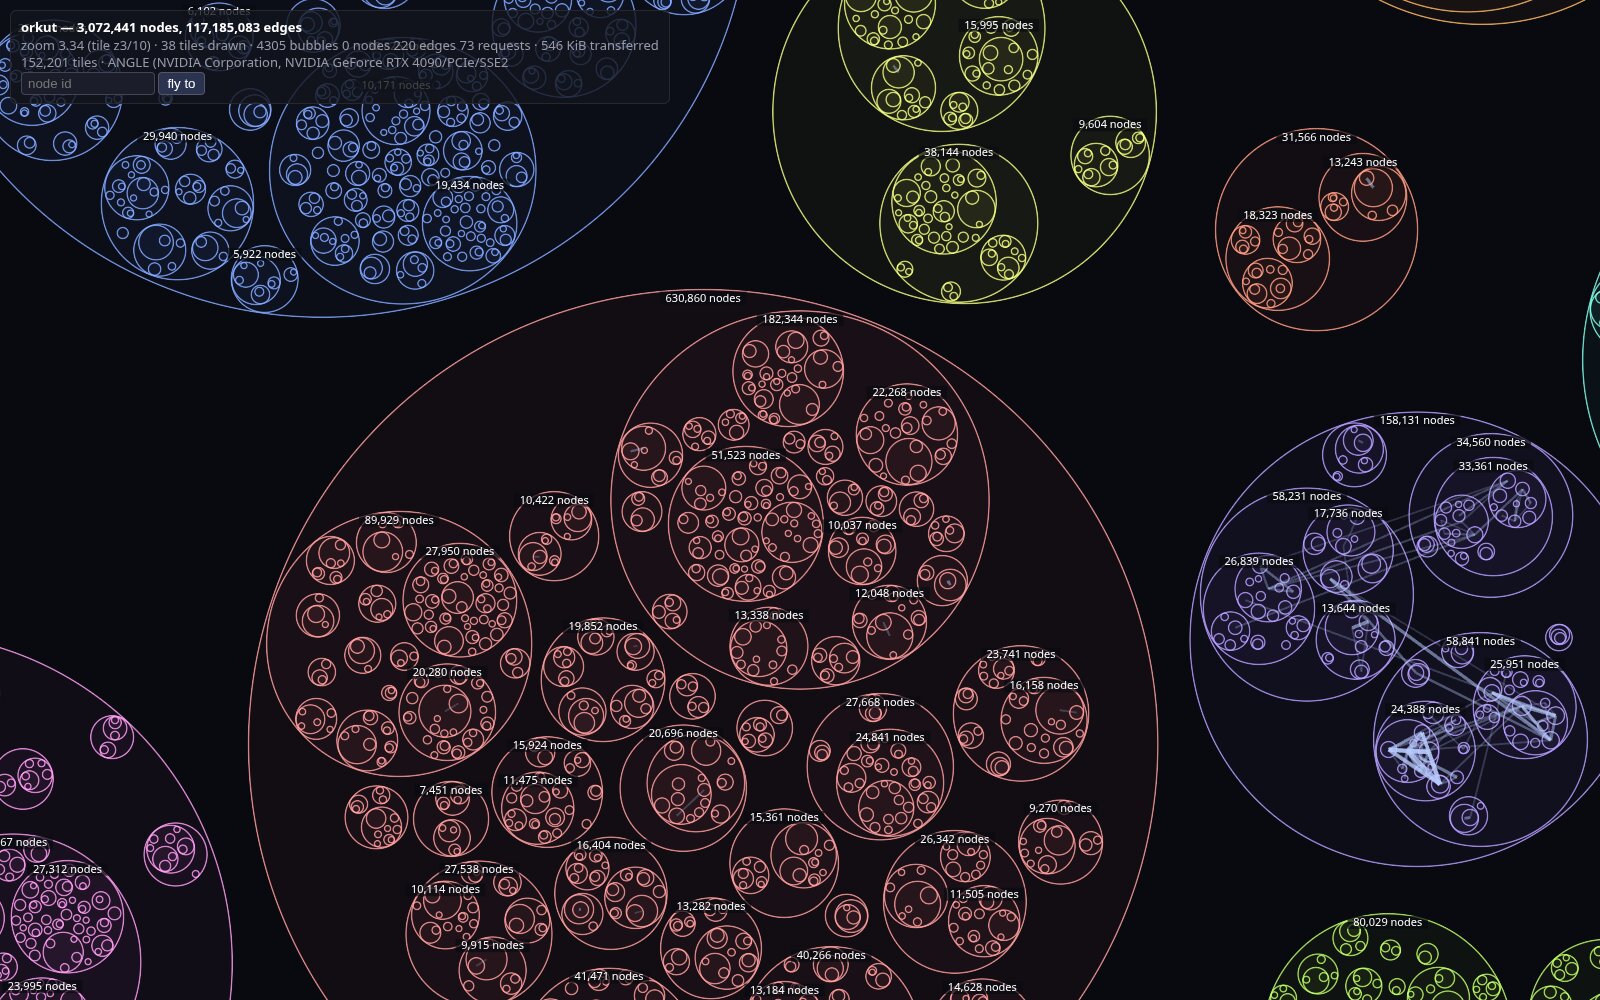 6,102 nodes
orkut — 3,072,441 nodes, 117,185,083 edges
zoom 3.34 (tile z3/10) · 38 tiles drawn · 4305 bubbles 0 nodes 220 edges 73 requests · 546 KiB transferred
152,201 tiles · ANGLE (NVIDIA Corporation, NVIDIA GeForce RTX 4090/PCIe/SSE2
node id
fly to
10,171 nodes
15,995 nodes
9,604 nodes
29,940 nodes
31,566 nodes
38,144 nodes
13,243 nodes
19,434 nodes
18,323 nodes
5,922 nodes
630,860 nodes
182,344 nodes
22,268 nodes
158,131 nodes
34,560 nodes
51,523 nodes
33,361 nodes
58,231 nodes
10,422 nodes
17,736 nodes
89,929 nodes
10,037 nodes
27,950 nodes
26,839 nodes
12,048 nodes
13,644 nodes
13,338 nodes
19,852 nodes
58,841 nodes
23,741 nodes
25,951 nodes
20,280 nodes
16,158 nodes
27,668 nodes
24,388 nodes
20,696 nodes
24,841 nodes
15,924 nodes
11,475 nodes
7,451 nodes
9,270 nodes
15,361 nodes
26,342 nodes
67 nodes
16,404 nodes
27,312 nodes
27,538 nodes
10,114 nodes
11,505 nodes
13,282 nodes
80,029 nodes
9,915 nodes
40,266 nodes
41,471 nodes
23,995 nodes
13,184 nodes
14,628 nodes